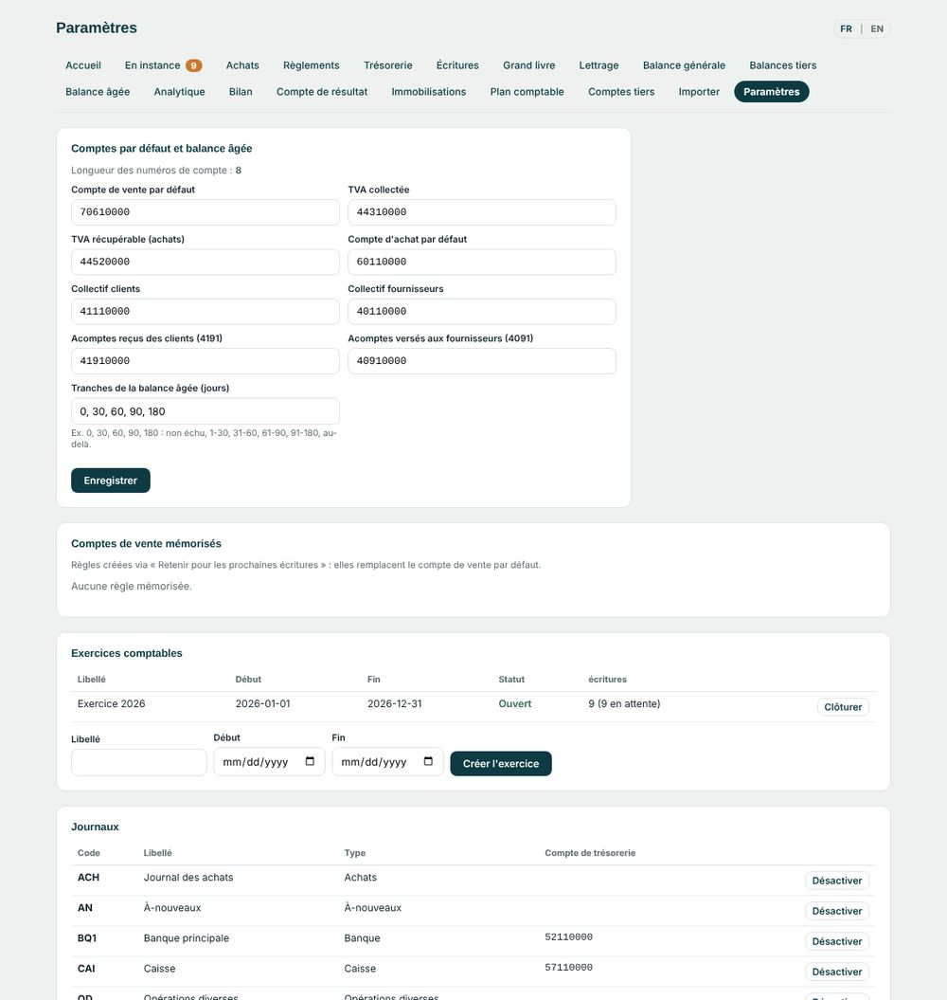 Paramètres
FR | EN
Accueil En instance 9 Achats Règlements Trésorerie Écritures Grand livre Lettrage Balance générale Balances tiers
Balance âgée Analytique Bilan Compte de résultat Immobilisations Plan comptable Comptes tiers Importer Paramètres
Comptes par défaut et balance âgée
Longueur des numéros de compte : 8
Compte de vente par défaut TVA collectée
70610000 44310000
TVA récupérable (achats) Compte d'achat par défaut
44520000 60110000
Collectif clients Collectif fournisseurs
41110000 40110000
Acomptes reçus des clients (4191) Acomptes versés aux fournisseurs (4091)
41910000 40910000
Tranches de la balance âgée (jours)
0, 30, 60, 90, 180
Ex. 0, 30, 60, 90, 180 : non échu, 1-30, 31-60, 61-90, 91-180, au-
delà.
Enregistrer
Comptes de vente mémorisés
Règles créées via « Retenir pour les prochaines écritures » : elles remplacent le compte de vente par défaut.
Aucune règle mémorisée.
Exercices comptables
Libellé Début Fin Statut écritures
Exercice 2026 2026-01-01 2026-12-31 Ouvert 9 (9 en attente) Clôturer
Libellé Début Fin
mm/dd/yyyy mm/dd/yyyy Créer l'exercice
Journaux
Code Libellé Type Compte de trésorerie
ACH Journal des achats Achats Désactiver
AN À-nouveaux À-nouveaux Désactiver
BQ1 Banque principale Banque 52110000 Désactiver
CAI Caisse Caisse 57110000 Désactiver
OD Opérations diverses Opérations diverses Désactiver